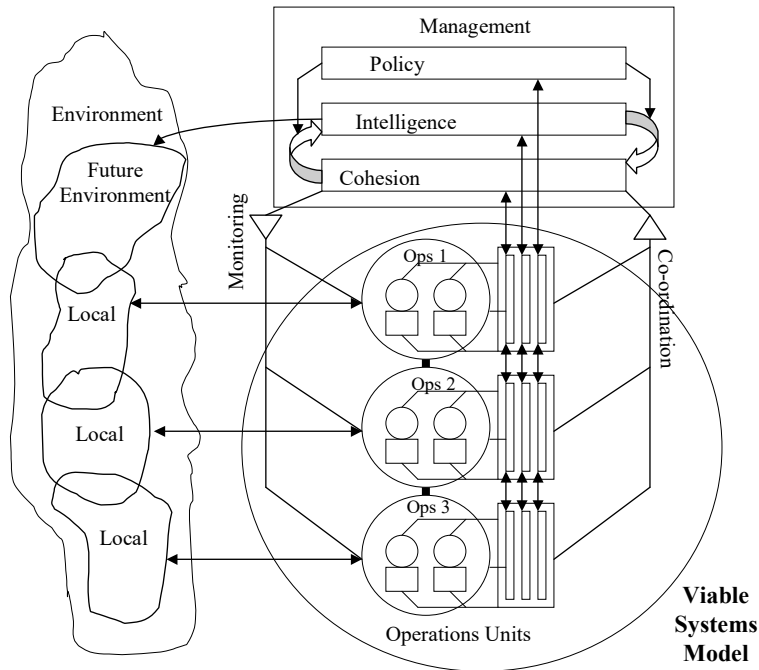 Management
Policy
Environment
Intelligence
Future
Environment
Cohesion
Monitoring
Ops 1
Co-ordination
Local
Ops 2
Local
Ops 3
Local
Operations Units
Viable
Systems
Model